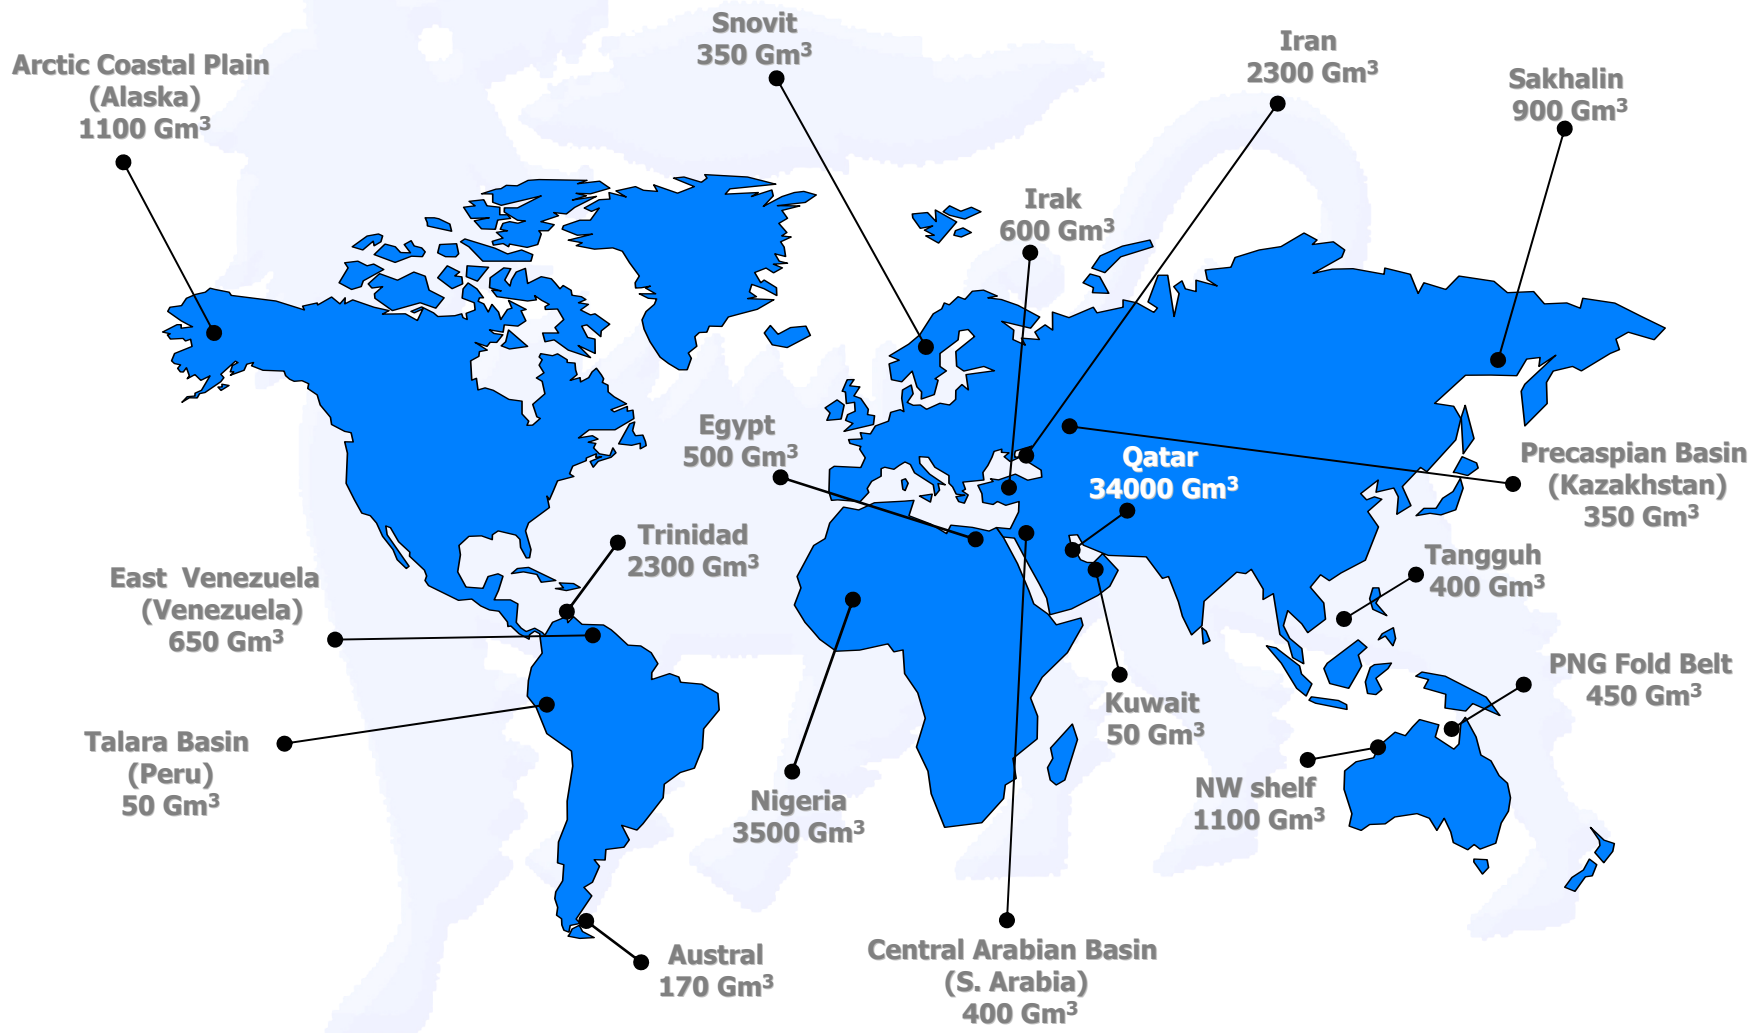 Snovit
350 Gm³
Iran
2300 Gm³
Arctic Coastal Plain
(Alaska)
1100 Gm³
Sakhalin
900 Gm³
Irak
600 Gm³
Egypt
500 Gm³
Qatar
34000 Gm³
Precaspian Basin
(Kazakhstan)
350 Gm³
Trinidad
2300 Gm³
Tangguh
400 Gm³
East Venezuela
(Venezuela)
650 Gm³
PNG Fold Belt
450 Gm³
Kuwait
50 Gm³
Talara Basin
(Peru)
50 Gm³
NW shelf
1100 Gm³
Nigeria
3500 Gm³
Central Arabian Basin
(S. Arabia)
400 Gm³
Austral
170 Gm³